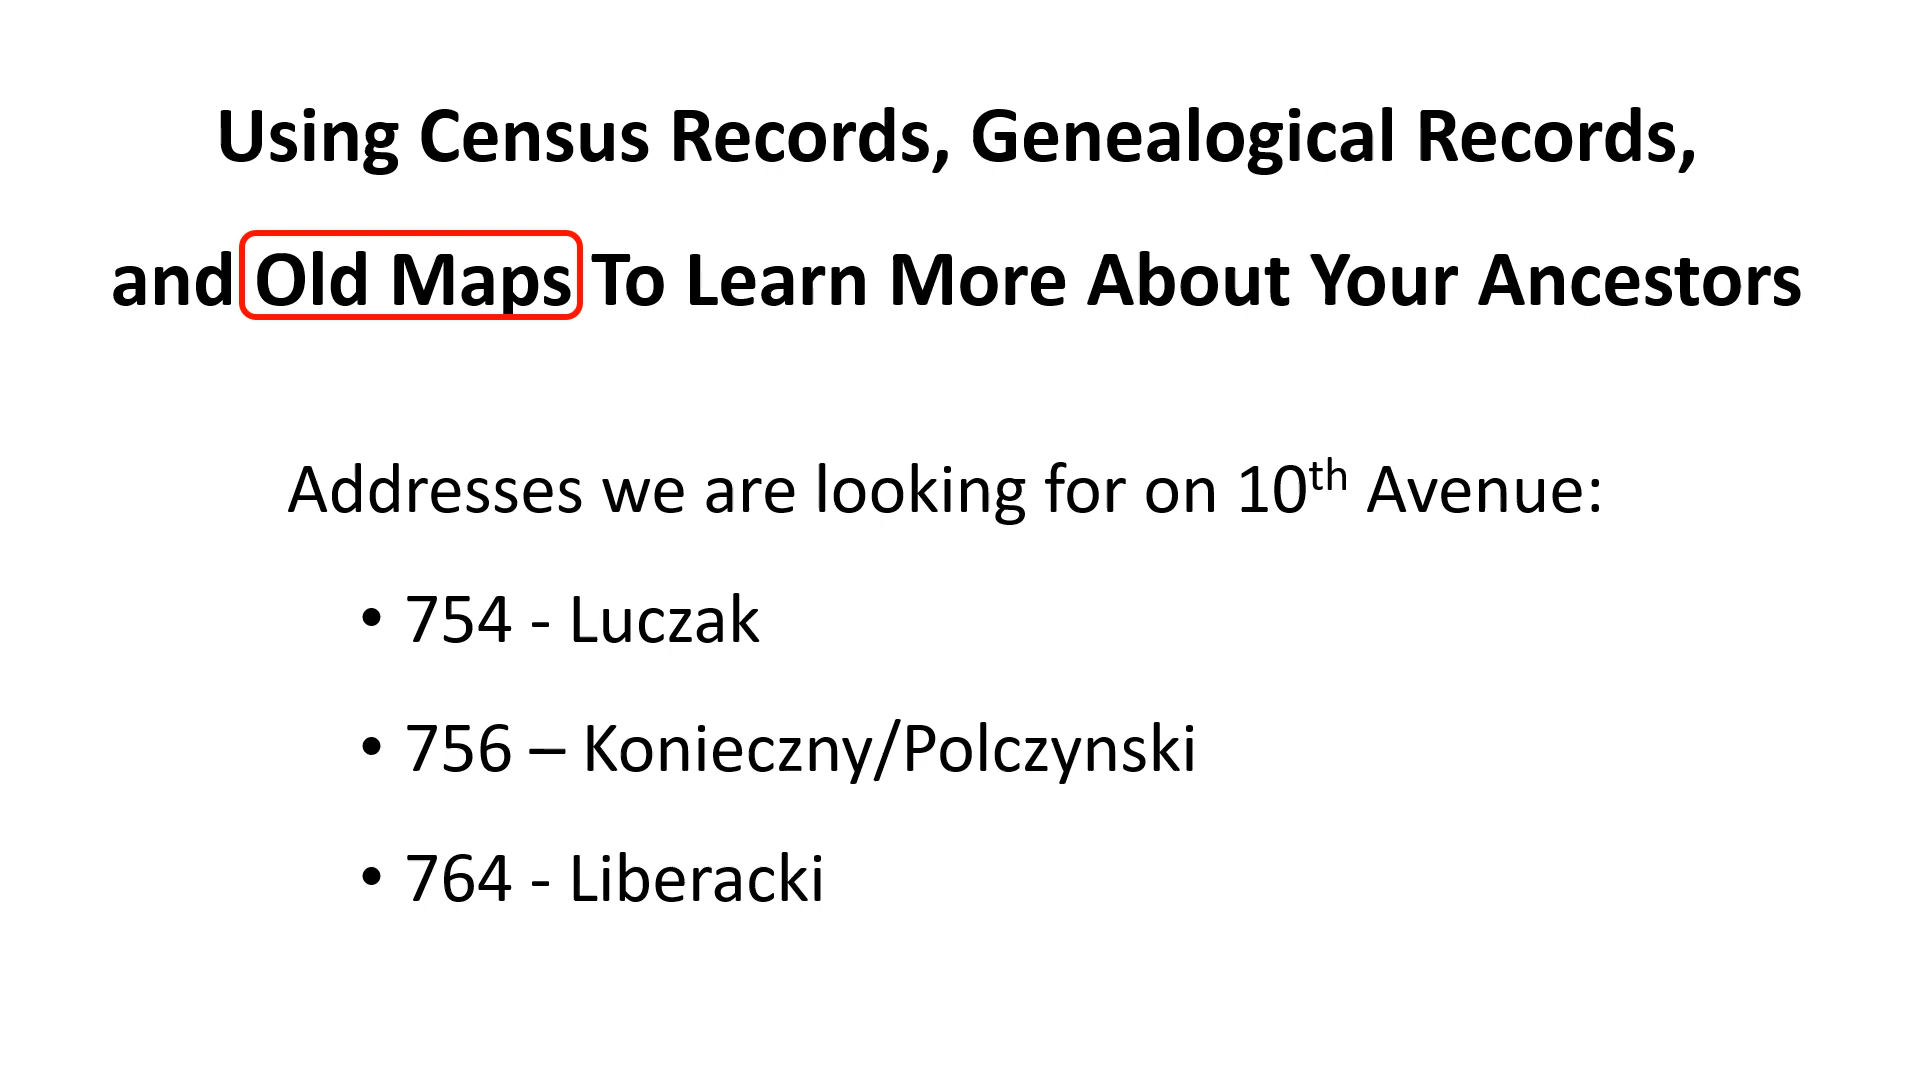 Using Census Records, Genealogical Records,
and Old Maps To Learn More About Your Ancestors
Addresses we are looking for on 10th Avenue:
• 754 - Luczak
• 756 – Konieczny/Polczynski
• 764 - Liberacki